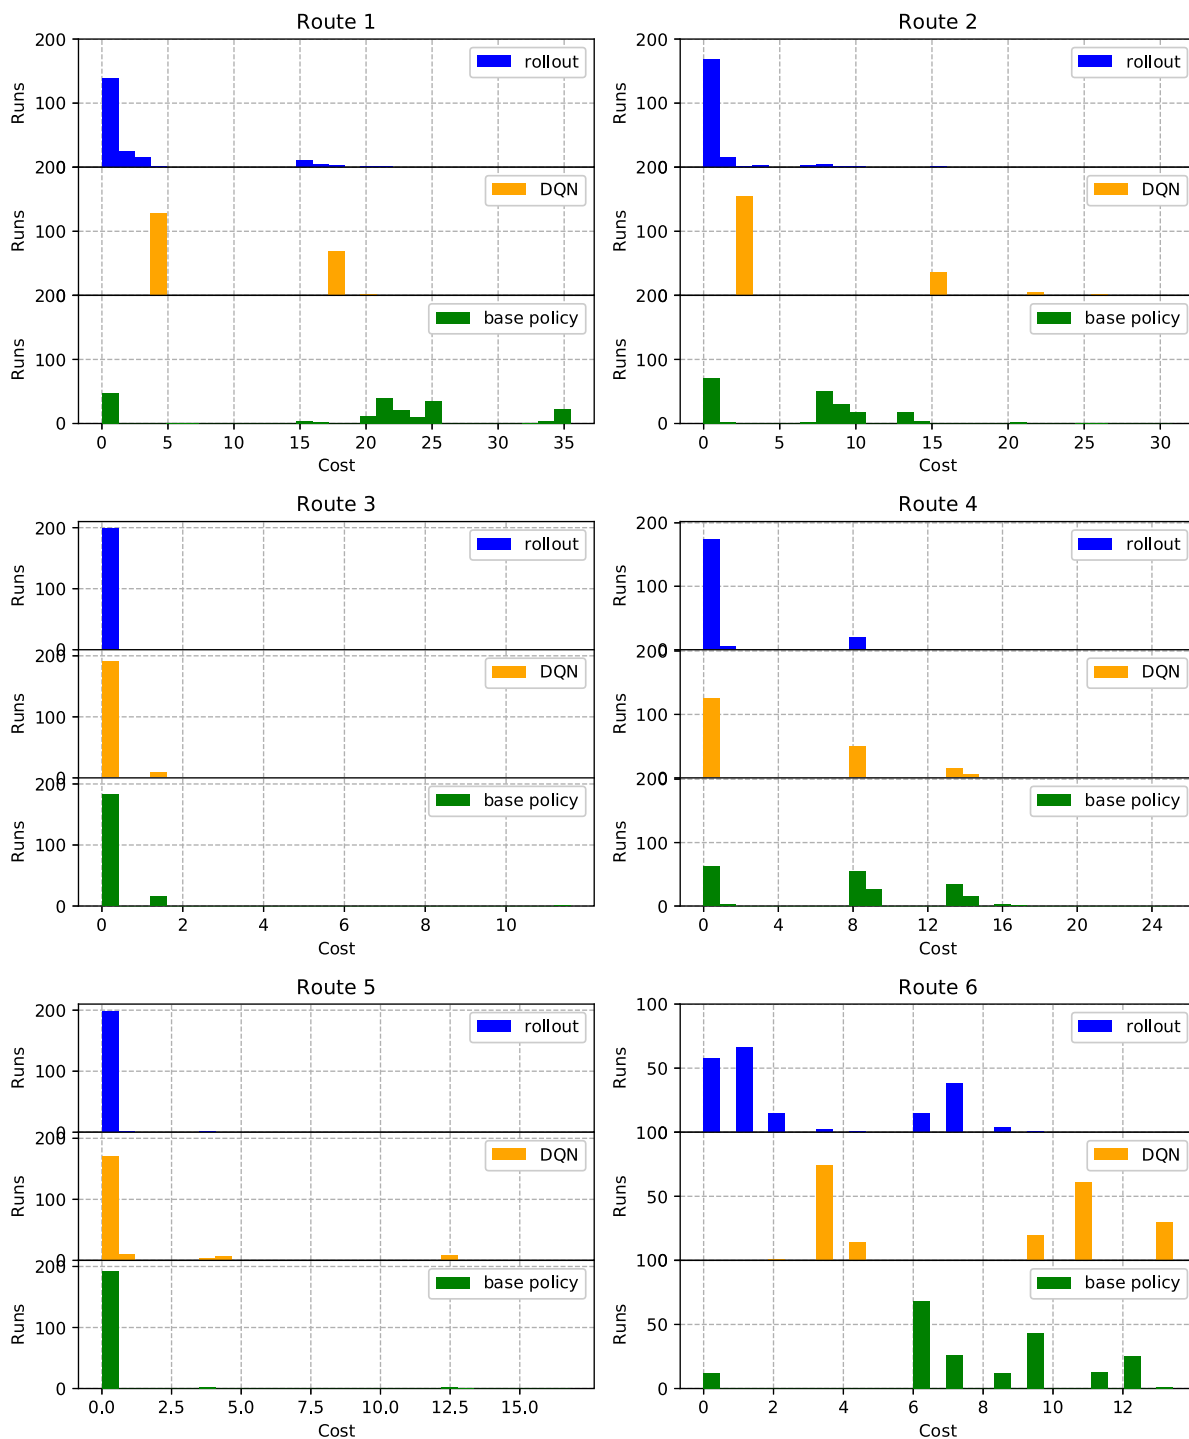 Route 1
200
100
0
Runs
rollout
200
100
0
Runs
DQN
200
100
0
Runs
base policy
0 5 10 15 20 25 30 35
Cost
Route 2
200
100
0
Runs
rollout
200
100
0
Runs
DQN
200
100
0
Runs
base policy
0 5 10 15 20 25 30
Cost
Route 3
200
100
0
Runs
rollout
200
100
0
Runs
DQN
200
100
0
Runs
base policy
0 2 4 6 8 10
Cost
Route 4
200
100
0
Runs
rollout
200
100
0
Runs
DQN
200
100
0
Runs
base policy
0 4 8 12 16 20 24
Cost
Route 5
200
100
0
Runs
rollout
200
100
0
Runs
DQN
200
100
0
Runs
base policy
0.0 2.5 5.0 7.5 10.0 12.5 15.0
Cost
Route 6
100
50
0
Runs
rollout
100
50
0
Runs
DQN
100
50
0
Runs
base policy
0 2 4 6 8 10 12
Cost